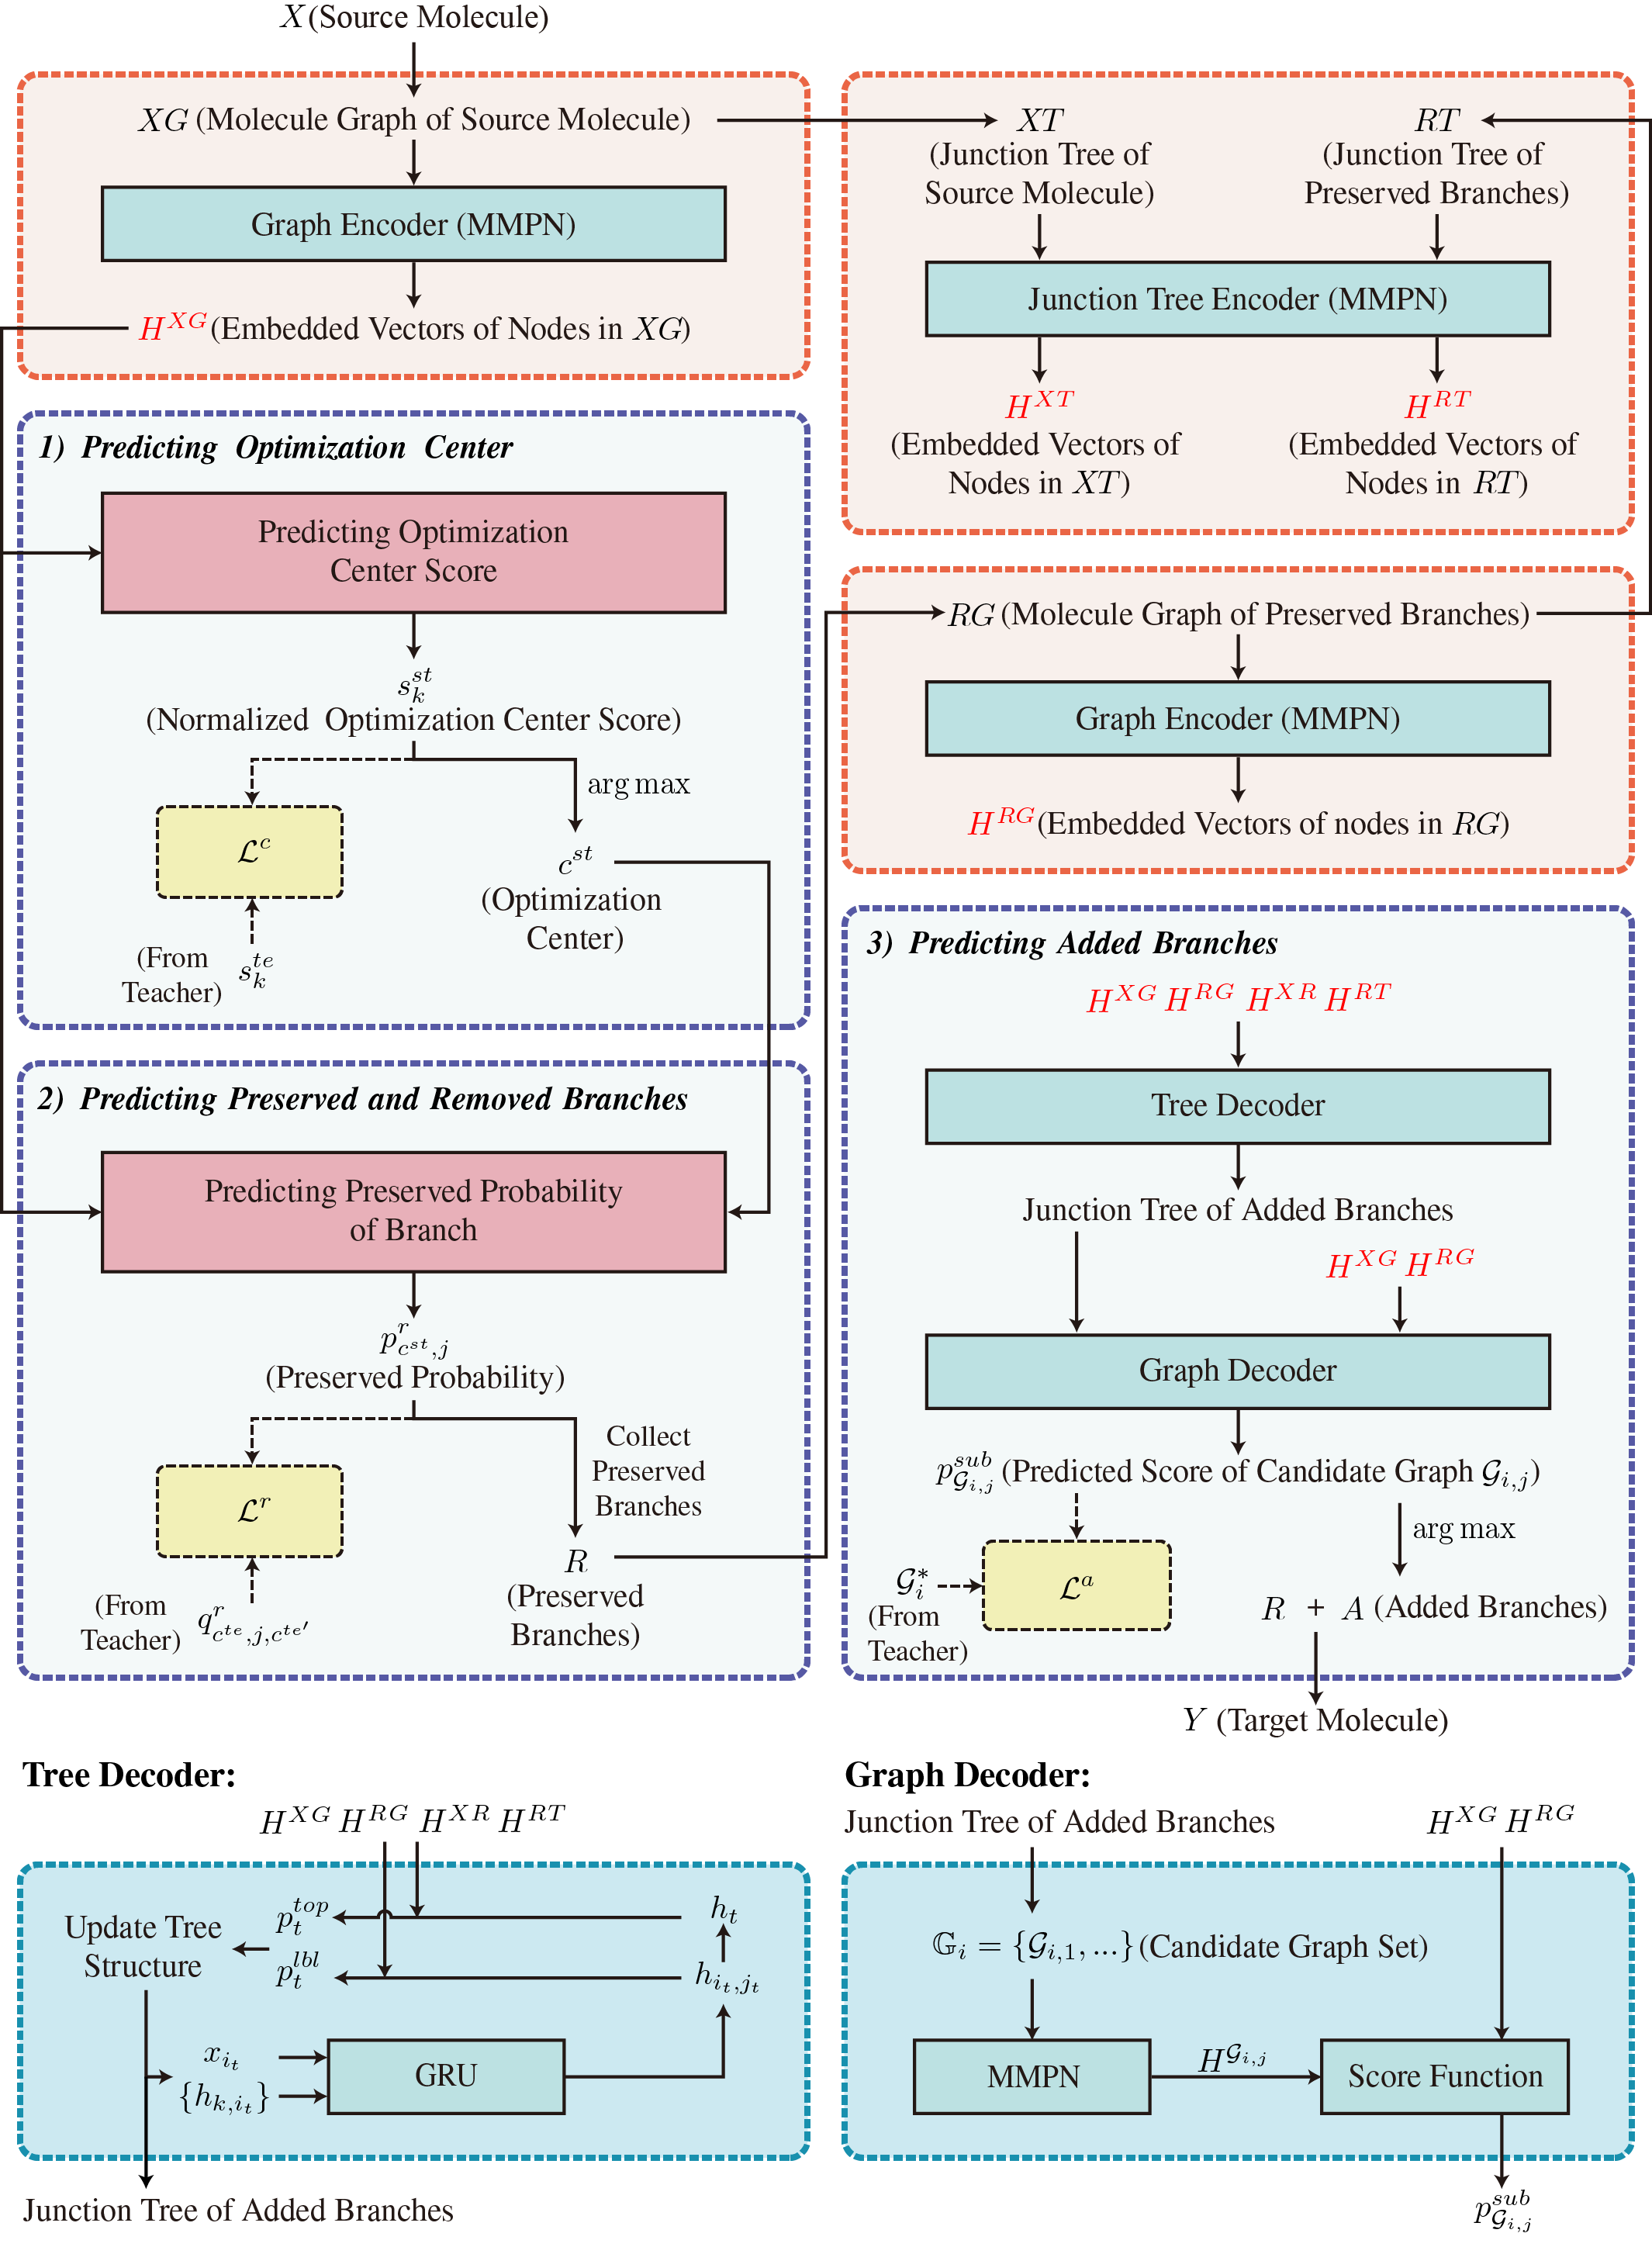 X (Source Molecule)
XG (Molecule Graph of Source Molecule)
Graph Encoder (MMPN)
H^{XG} (Embedded Vectors of Nodes in XG)
1) Predicting Optimization Center
Predicting Optimization
Center Score
s_k^{st}
(Normalized Optimization Center Score)
arg max
\mathcal{L}^c
c^{st}
(Optimization
Center)
(From
Teacher)
s_k^{te}
2) Predicting Preserved and Removed Branches
Predicting Preserved Probability
of Branch
p^r_{c^{st},j}
(Preserved Probability)
Collect
Preserved
Branches
\mathcal{L}^r
R
(Preserved
Branches)
(From
Teacher)
q^r_{c^{te},j,c^{te'}}
XT
(Junction Tree of
Source Molecule)
RT
(Junction Tree of
Preserved Branches)
Junction Tree Encoder (MMPN)
H^{XT}
(Embedded Vectors of
Nodes in XT)
H^{RT}
(Embedded Vectors of
Nodes in RT)
RG (Molecule Graph of Preserved Branches)
Graph Encoder (MMPN)
H^{RG} (Embedded Vectors of nodes in RG)
3) Predicting Added Branches
H^{XG} H^{RG} H^{XR} H^{RT}
Tree Decoder
Junction Tree of Added Branches
H^{XG} H^{RG}
Graph Decoder
p^{sub}_{\mathcal{G}_{i,j}} (Predicted Score of Candidate Graph \mathcal{G}_{i,j})
arg max
\mathcal{G}_i^*
(From
Teacher)
\mathcal{L}^a
R + A (Added Branches)
Y (Target Molecule)
Tree Decoder:
H^{XG} H^{RG} H^{XR} H^{RT}
Update Tree
Structure
p_t^{top}
p_t^{lbl}
h_t
h_{i_t,j_t}
x_{i_t}
{h_{k,i_t}}
GRU
Junction Tree of Added Branches
Graph Decoder:
Junction Tree of Added Branches
H^{XG} H^{RG}
\mathbb{G}_i = {\mathcal{G}_{i,1}, ...} (Candidate Graph Set)
MMPN
H^{\mathcal{G}_{i,j}}
Score Function
p^{sub}_{\mathcal{G}_{i,j}}